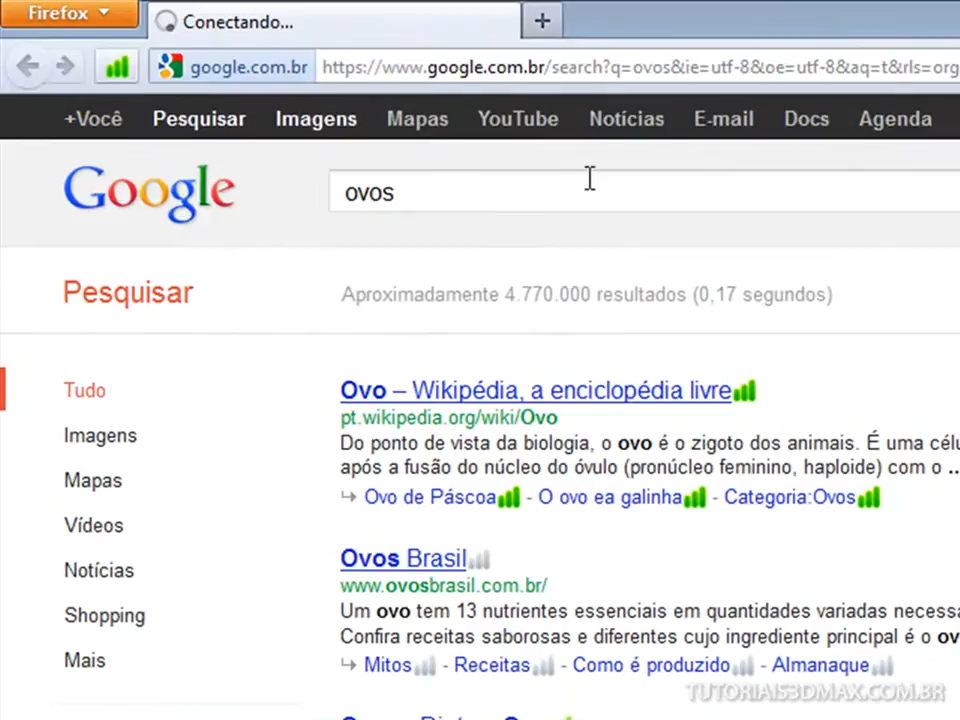 Firefox
Conectando...
google.com.br https://www.google.com.br/search?q=ovos&ie=utf-8&oe=utf-8&aq=t&rls=org
+Você Pesquisar Imagens Mapas YouTube Notícias E-mail Docs Agenda
Google
ovos
Pesquisar
Aproximadamente 4.770.000 resultados (0,17 segundos)
Tudo
Imagens
Mapas
Vídeos
Notícias
Shopping
Mais
Ovo – Wikipédia, a enciclopédia livre
pt.wikipedia.org/wiki/Ovo
Do ponto de vista da biologia, o ovo é o zigoto dos animais. É uma célu
após a fusão do núcleo do óvulo (pronúcleo feminino, haploide) com o ...
Ovo de Páscoa - O ovo ea galinha - Categoria:Ovos
Ovos Brasil
www.ovosbrasil.com.br/
Um ovo tem 13 nutrientes essenciais em quantidades variadas necessa
Confira receitas saborosas e diferentes cujo ingrediente principal é o ov
Mitos - Receitas - Como é produzido - Almanaque
TUTORIAIS3DMAX.COM.BR